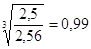 ∛(2,5/2,56) = 0,99